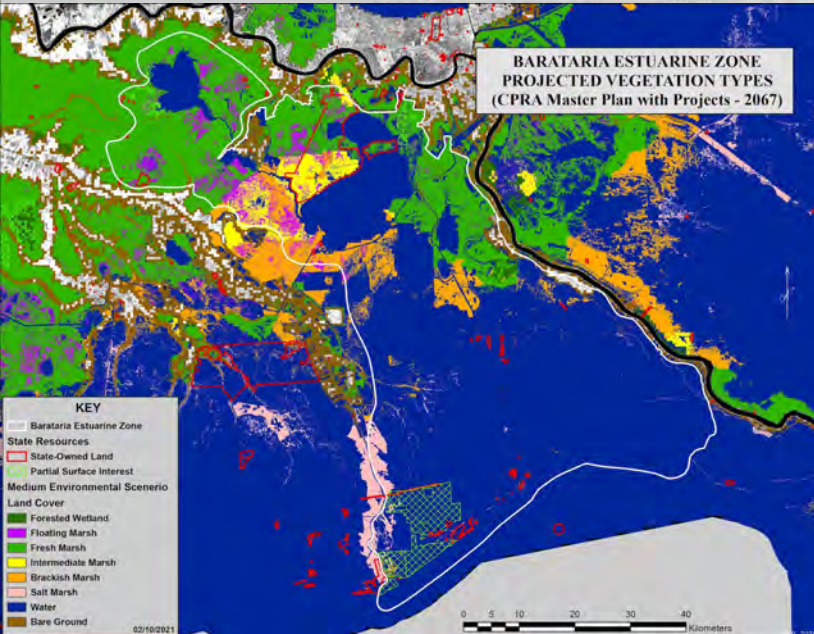 BARATARIA ESTUARINE ZONE
PROJECTED VEGETATION TYPES
(CPRA Master Plan with Projects - 2067)
KEY
Barataria Estuarine Zone
State Resources
State-Owned Land
Partial Surface Interest
Medium Environmental Scenerio
Land Cover
Forested Wetland
Floating Marsh
Fresh Marsh
Intermediate Marsh
Brackish Marsh
Salt Marsh
Water
Bare Ground
02/10/2021
0 5 10 20 30 40
Kilometers